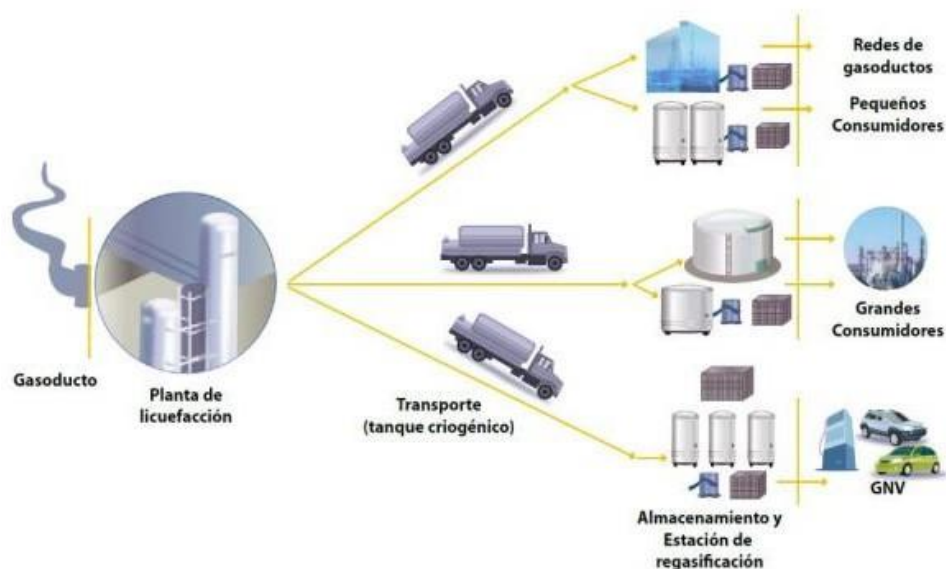 Redes de
gasoductos
Pequeños
Consumidores
Grandes
Consumidores
Gasoducto
Planta de
licuefacción
Transporte
(tanque criogénico)
GNV
Almacenamiento y
Estación de
regasificación